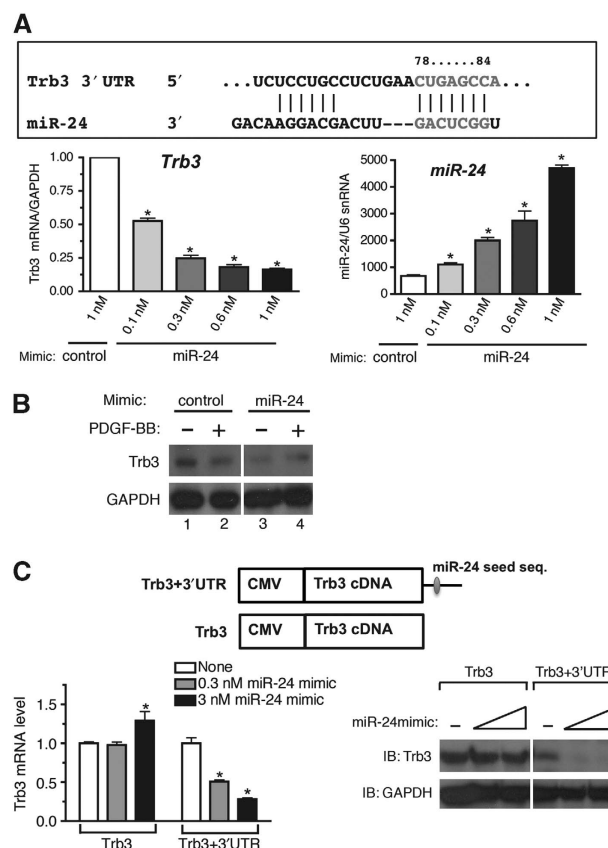 A
78......84
Trb3 3′UTR 5′ ...UCUCCUGCCUCUGAACUGAGCCA...
miR-24 3′ GACAAGGACGACUU---GACUCGGU
Trb3
Trb3 mRNA/GAPDH
1.00
0.75
0.50
0.25
0.00
* * * *
1 nM 0.1 nM 0.3 nM 0.6 nM 1 nM
Mimic: control miR-24
miR-24
miR-24/U6 snRNA
5000
4000
3000
2000
1000
0
* * * *
1 nM 0.1 nM 0.3 nM 0.6 nM 1 nM
Mimic: control miR-24
B
Mimic: control miR-24
PDGF-BB: − + − +
Trb3
GAPDH
1 2 3 4
C
miR-24 seed seq.
Trb3+3′UTR CMV Trb3 cDNA
Trb3 CMV Trb3 cDNA
None
0.3 nM miR-24 mimic
3 nM miR-24 mimic
Trb3 mRNA level
1.5
1.0
0.5
0.0
* * *
Trb3 Trb3+3′UTR
Trb3 Trb3+3'UTR
miR-24mimic: − −
IB: Trb3
IB: GAPDH